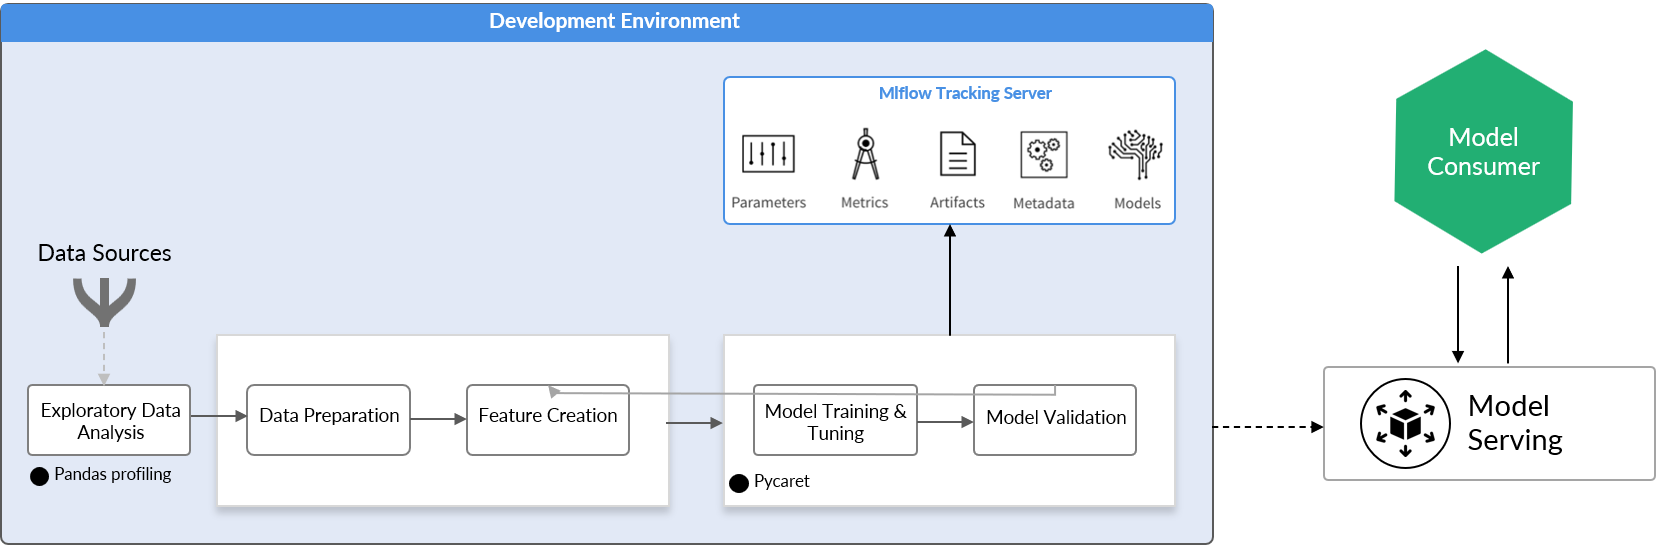 Development Environment
Mlflow Tracking Server
Parameters
Metrics
Artifacts
Metadata
Models
Model
Consumer
Data Sources
Exploratory Data
Analysis
Pandas profiling
Data Preparation
Feature Creation
Model Training &
Tuning
Model Validation
Pycaret
Model
Serving